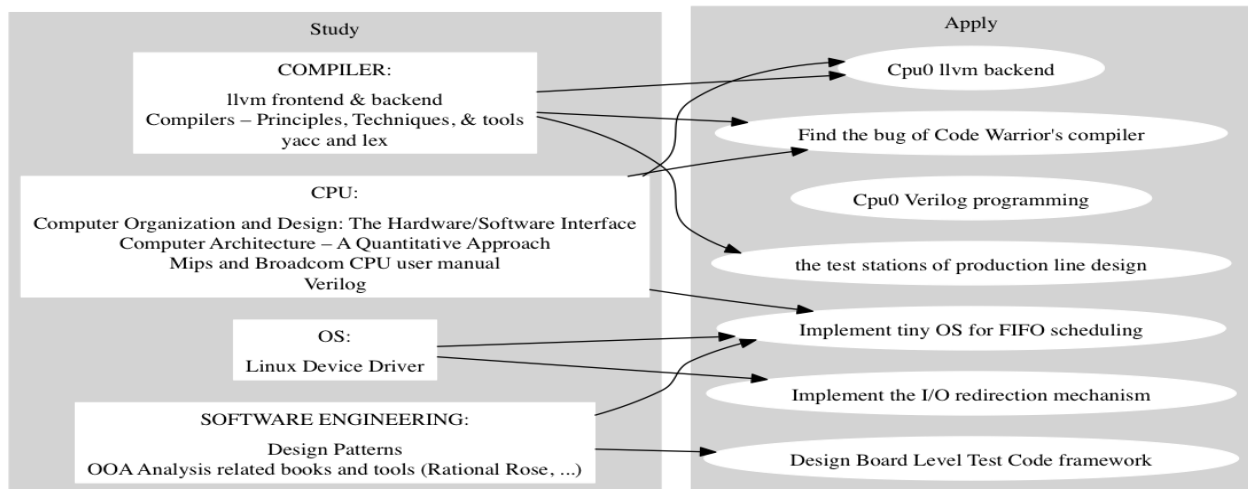 Study
COMPILER:
llvm frontend & backend
Compilers – Principles, Techniques, & tools
yacc and lex
CPU:
Computer Organization and Design: The Hardware/Software Interface
Computer Architecture – A Quantitative Approach
Mips and Broadcom CPU user manual
Verilog
OS:
Linux Device Driver
SOFTWARE ENGINEERING:
Design Patterns
OOA Analysis related books and tools (Rational Rose, ...)
Apply
Cpu0 llvm backend
Find the bug of Code Warrior's compiler
Cpu0 Verilog programming
the test stations of production line design
Implement tiny OS for FIFO scheduling
Implement the I/O redirection mechanism
Design Board Level Test Code framework